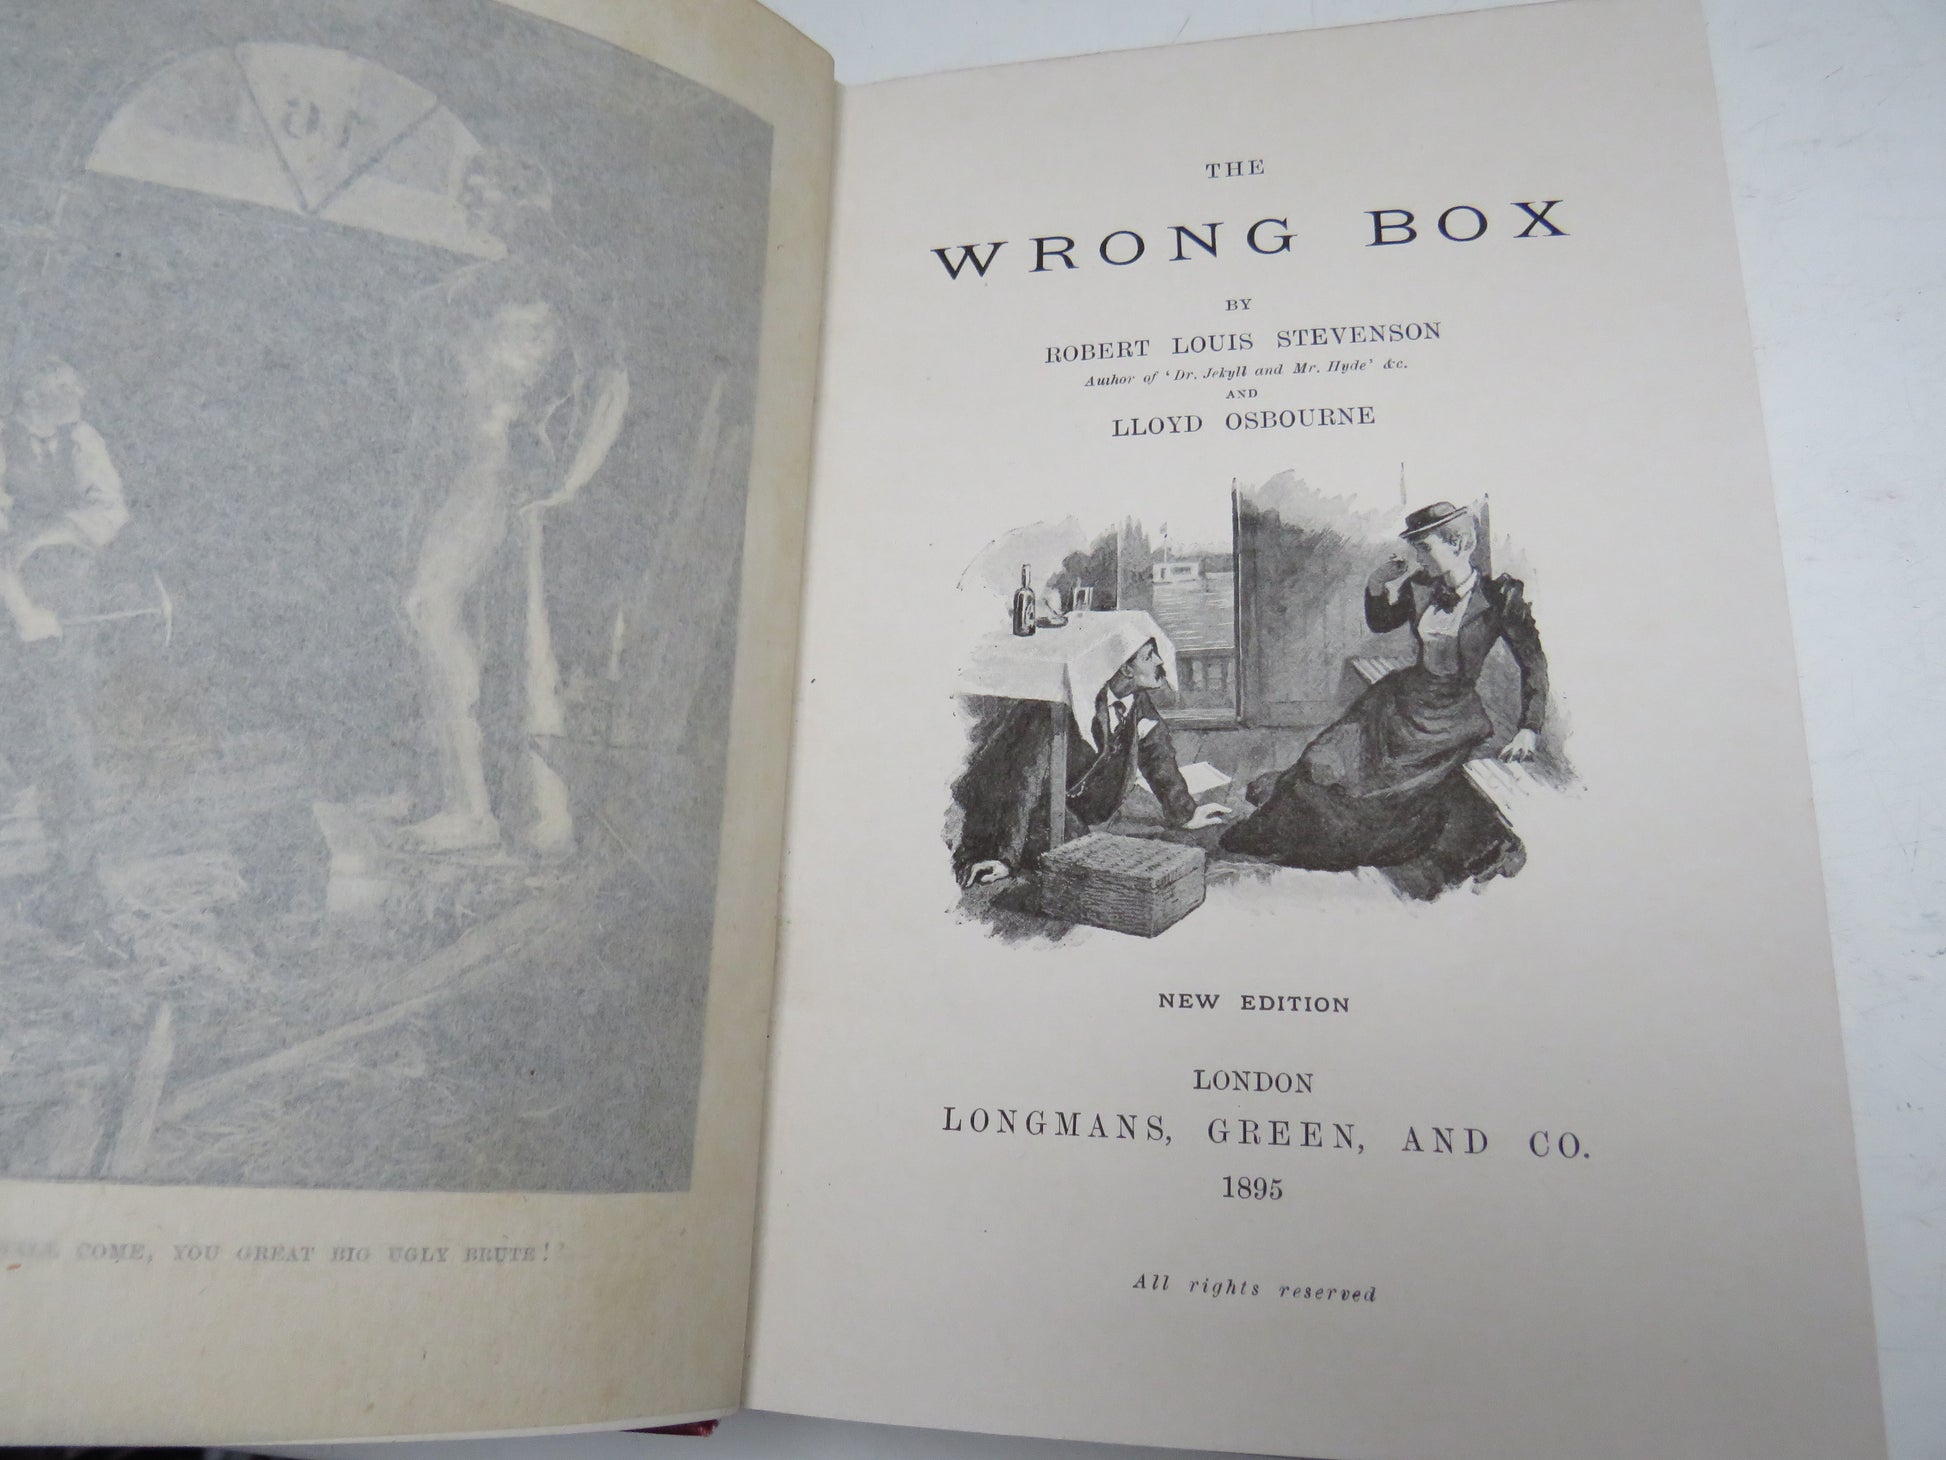 COME, YOU GREAT BIG UGLY BRUTE!'
THE
WRONG BOX
BY
ROBERT LOUIS STEVENSON
Author of 'Dr. Jekyll and Mr. Hyde' &c.
AND
LLOYD OSBOURNE
NEW EDITION
LONDON
LONGMANS, GREEN, AND CO.
1895
All rights reserved